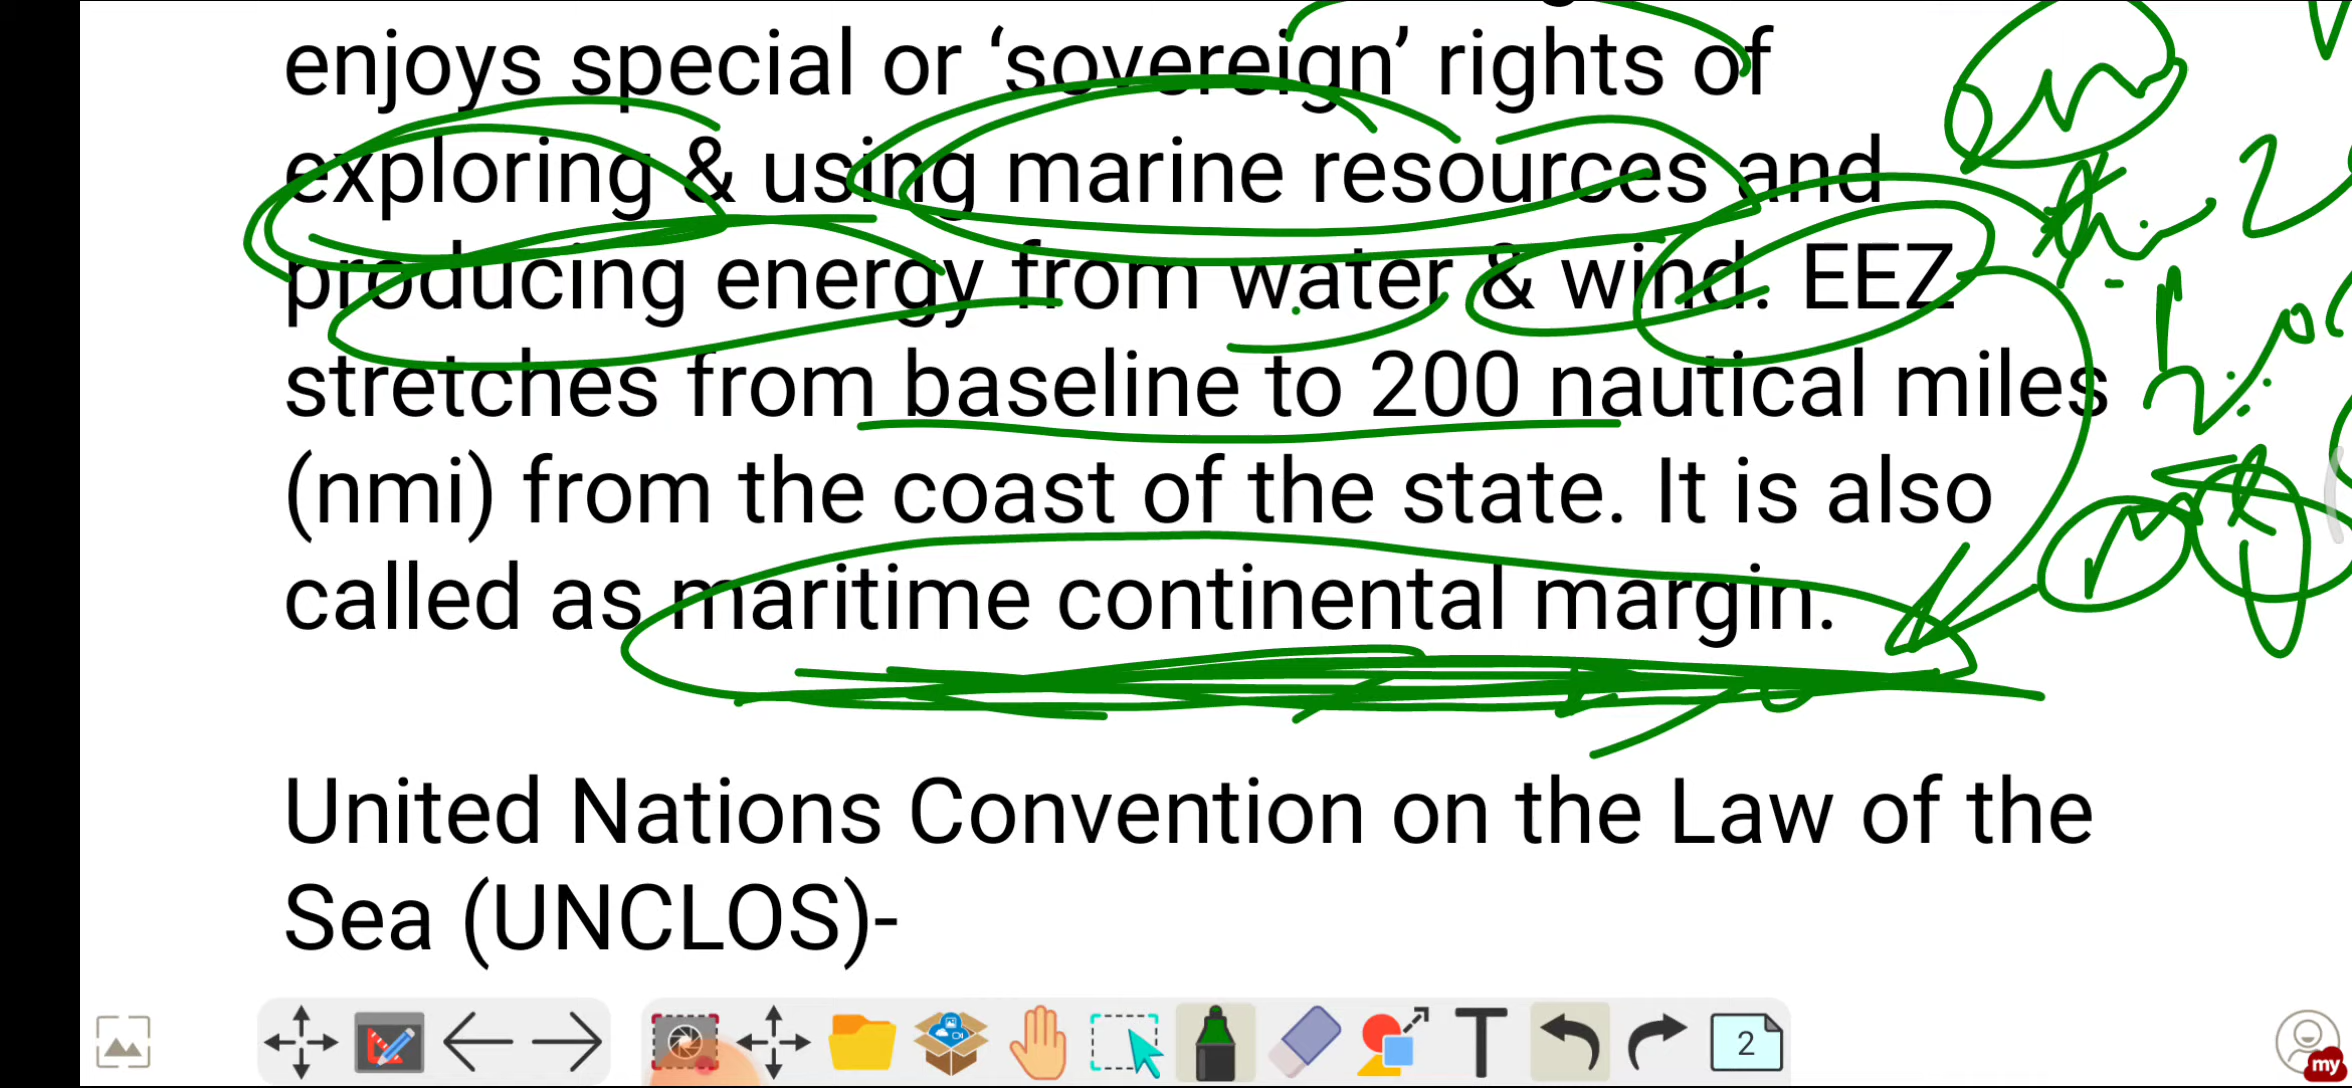 enjoys special or ‘sovereign’ rights of
exploring & using marine resources and
producing energy from water & wind. EEZ
stretches from baseline to 200 nautical miles
(nmi) from the coast of the state. It is also
called as maritime continental margin.
United Nations Convention on the Law of the
Sea (UNCLOS)-
T
2
my